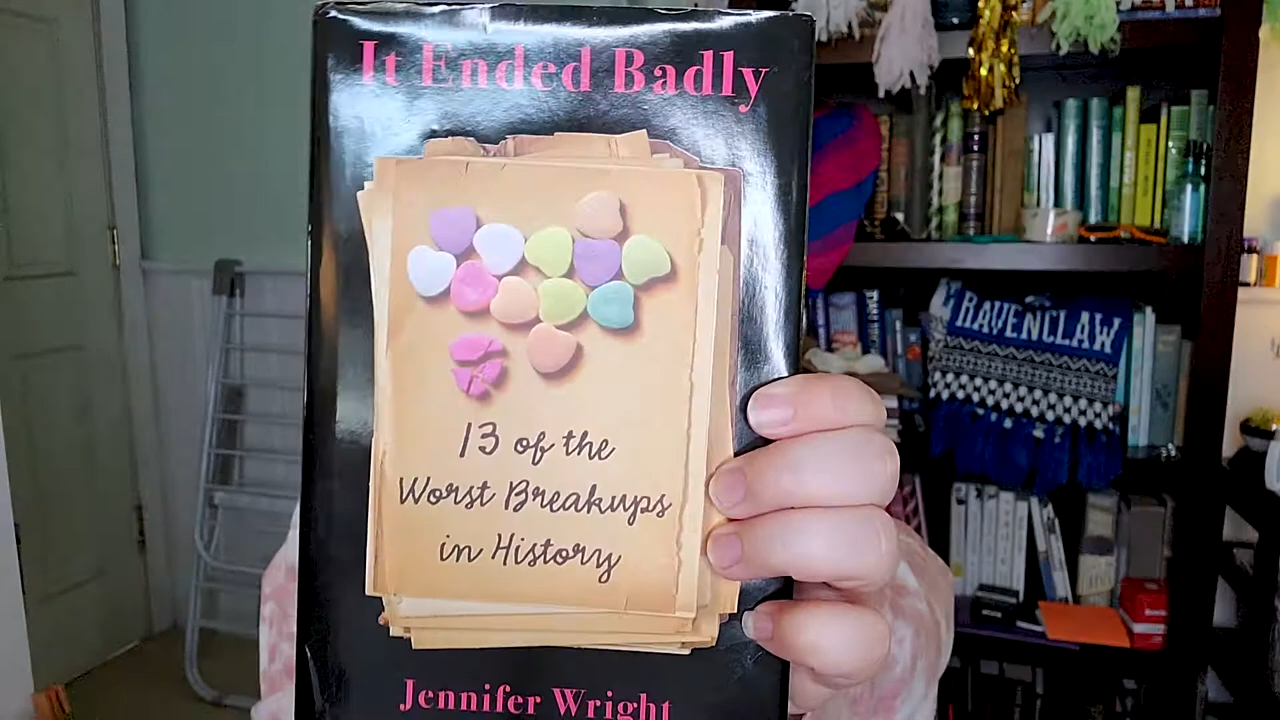 It Ended Badly
13 of the
Worst Breakups
in History
Jennifer Wright
RAVENCLAW